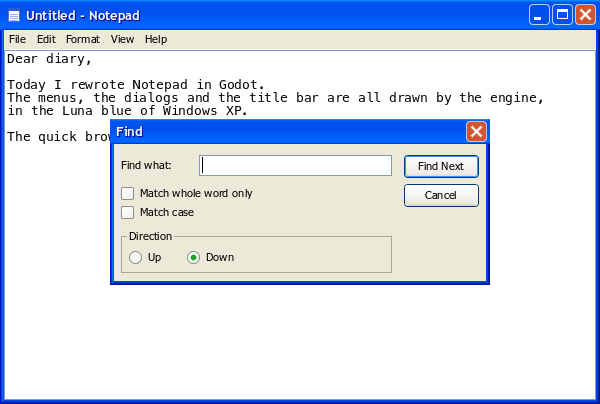 Untitled - Notepad
File Edit Format View Help
Dear diary,
Today I rewrote Notepad in Godot.
The menus, the dialogs and the title bar are all drawn by the engine,
in the Luna blue of Windows XP.
The quick
Find
Find what:
Find Next
Match whole word only
Cancel
Match case
Direction
Up Down